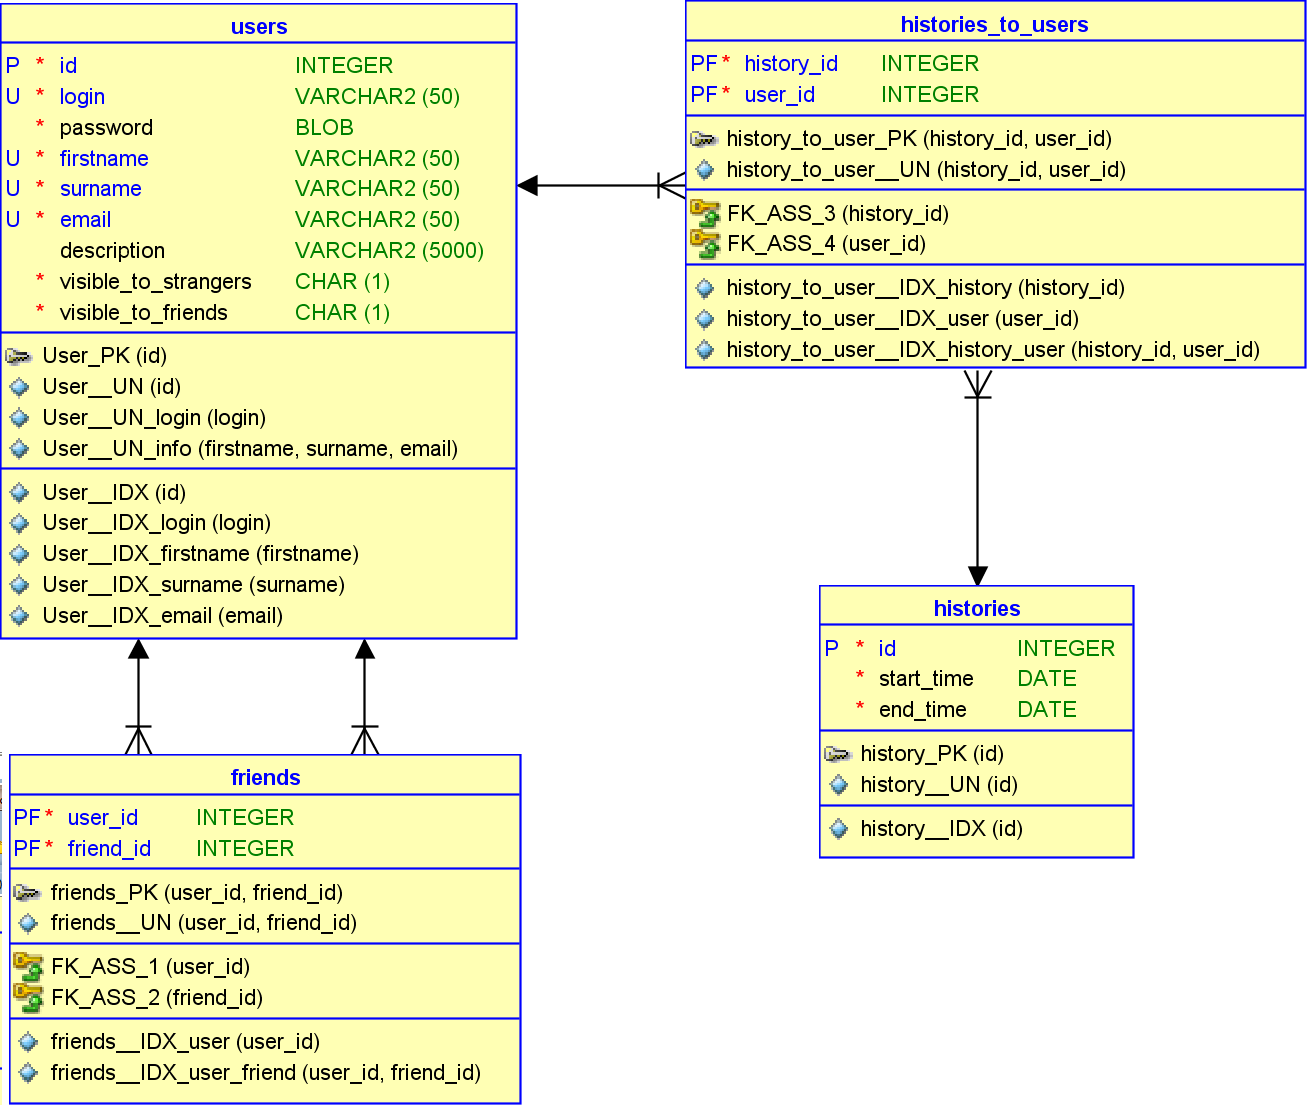 users
P * id INTEGER
U * login VARCHAR2 (50)
* password BLOB
U * firstname VARCHAR2 (50)
U * surname VARCHAR2 (50)
U * email VARCHAR2 (50)
description VARCHAR2 (5000)
* visible_to_strangers CHAR (1)
* visible_to_friends CHAR (1)
User_PK (id)
User__UN (id)
User__UN_login (login)
User__UN_info (firstname, surname, email)
User__IDX (id)
User__IDX_login (login)
User__IDX_firstname (firstname)
User__IDX_surname (surname)
User__IDX_email (email)
histories_to_users
PF * history_id INTEGER
PF * user_id INTEGER
history_to_user_PK (history_id, user_id)
history_to_user__UN (history_id, user_id)
FK_ASS_3 (history_id)
FK_ASS_4 (user_id)
history_to_user__IDX_history (history_id)
history_to_user__IDX_user (user_id)
history_to_user__IDX_history_user (history_id, user_id)
histories
P * id INTEGER
* start_time DATE
* end_time DATE
history_PK (id)
history__UN (id)
history__IDX (id)
friends
PF * user_id INTEGER
PF * friend_id INTEGER
friends_PK (user_id, friend_id)
friends__UN (user_id, friend_id)
FK_ASS_1 (user_id)
FK_ASS_2 (friend_id)
friends__IDX_user (user_id)
friends__IDX_user_friend (user_id, friend_id)